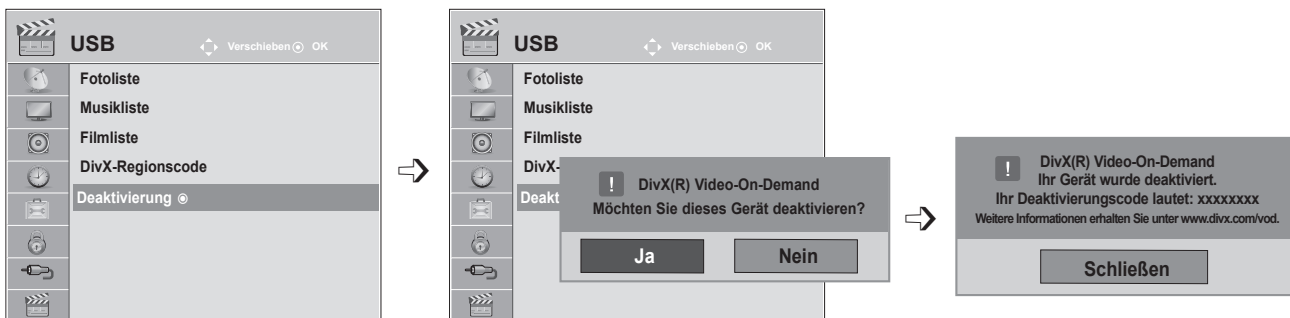 USB
Verschieben OK
Fotoliste
Musikliste
Filmliste
DivX-Regionscode
Deaktivierung
USB
Verschieben OK
Fotoliste
Musikliste
Filmliste
DivX-
Deakt
! DivX(R) Video-On-Demand
Möchten Sie dieses Gerät deaktivieren?
Ja Nein
! DivX(R) Video-On-Demand
Ihr Gerät wurde deaktiviert.
Ihr Deaktivierungscode lautet: xxxxxxxx
Weitere Informationen erhalten Sie unter www.divx.com/vod.
Schließen